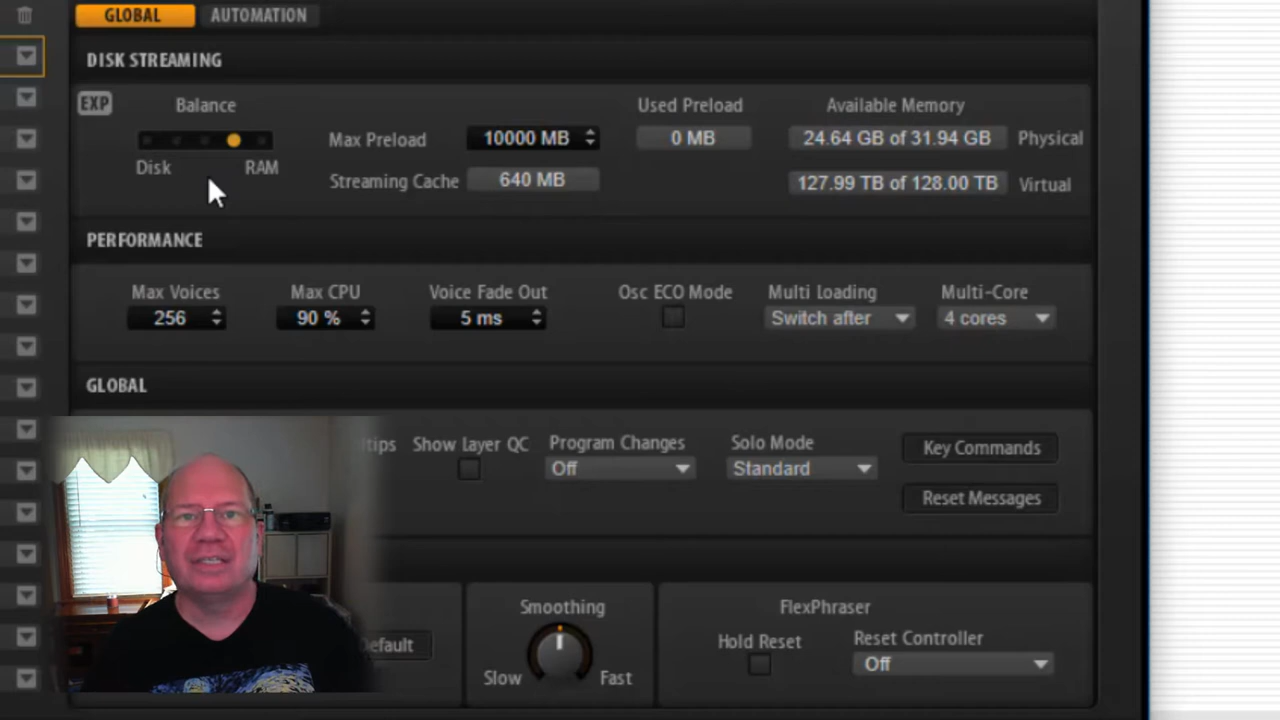 GLOBAL AUTOMATION
DISK STREAMING
EXP Balance Used Preload Available Memory
Max Preload 10000 MB 0 MB 24.64 GB of 31.94 GB Physical
Disk RAM Streaming Cache 640 MB 127.99 TB of 128.00 TB Virtual
PERFORMANCE
Max Voices Max CPU Voice Fade Out Osc ECO Mode Multi Loading Multi-Core
256 90 % 5 ms Switch after 4 cores
GLOBAL
Show Layer QC Program Changes Solo Mode Key Commands
Off Standard
Reset Messages
Smoothing FlexPhraser
Default Hold Reset Reset Controller
Slow Fast Off